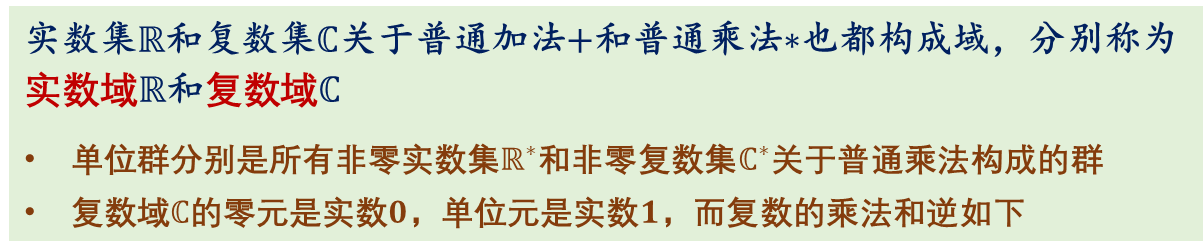 实数集ℝ和复数集ℂ关于普通加法+和普通乘法*也都构成域，分别称为
实数域ℝ和复数域ℂ
• 单位群分别是所有非零实数集ℝ*和非零复数集ℂ*关于普通乘法构成的群
• 复数域ℂ的零元是实数0，单位元是实数1，而复数的乘法和逆如下